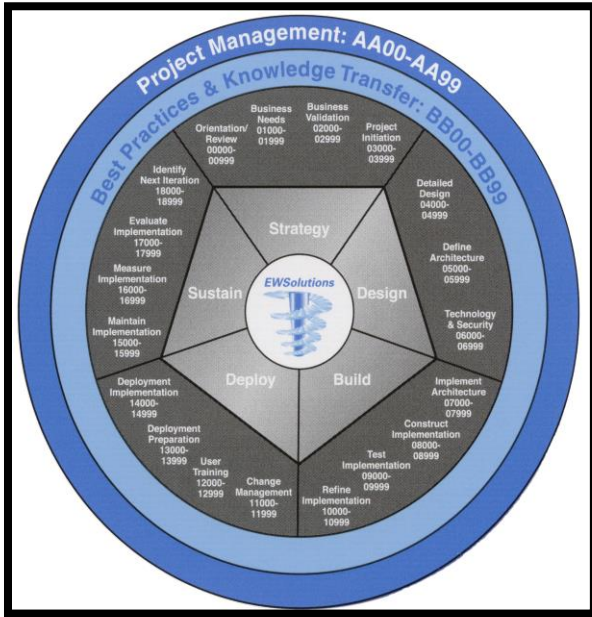 Project Management: AA00-AA99
Best Practices & Knowledge Transfer: BB00-BB99
Orientation/
Review
00000-
00999
Business
Needs
01000-
01999
Business
Validation
02000-
02999
Project
Initiation
03000-
03999
Detailed
Design
04000-
04999
Define
Architecture
05000-
05999
Technology
& Security
06000-
06999
Implement
Architecture
07000-
07999
Construct
Implementation
08000-
08999
Test
Implementation
09000-
09999
Refine
Implementation
10000-
10999
Change
Management
11000-
11999
User
Training
12000-
12999
Deployment
Preparation
13000-
13999
Deployment
Implementation
14000-
14999
Maintain
Implementation
15000-
15999
Measure
Implementation
16000-
16999
Evaluate
Implementation
17000-
17999
Identify
Next Iteration
18000-
18999
Strategy
Design
Build
Deploy
Sustain
EWSolutions